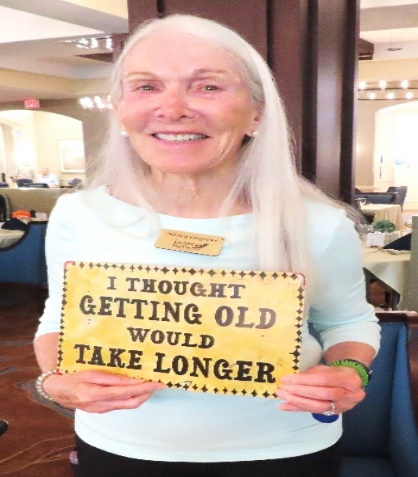 I THOUGHT
GETTING OLD
WOULD
TAKE LONGER